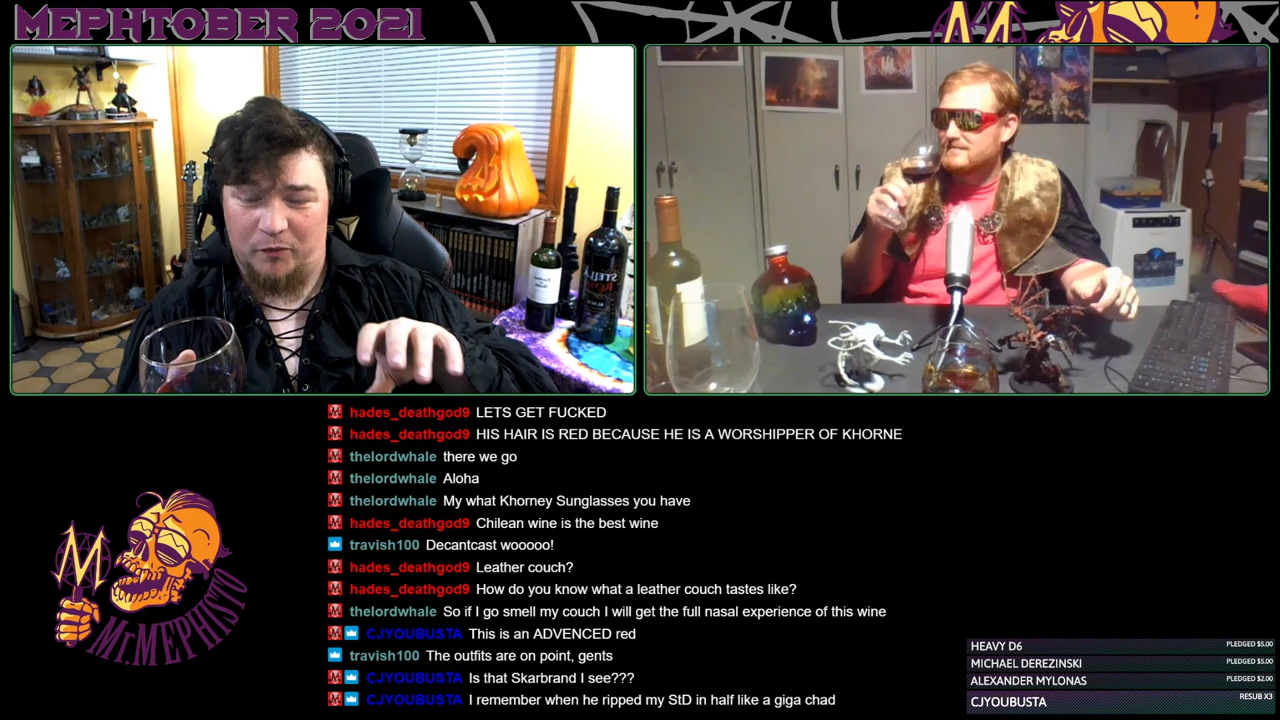 MEPHTOBER 2021
hades_deathgod9 LETS GET FUCKED
hades_deathgod9 HIS HAIR IS RED BECAUSE HE IS A WORSHIPPER OF KHORNE
thelordwhale there we go
thelordwhale Aloha
thelordwhale My what Khorney Sunglasses you have
hades_deathgod9 Chilean wine is the best wine
travish100 Decantcast wooooo!
hades_deathgod9 Leather couch?
hades_deathgod9 How do you know what a leather couch tastes like?
thelordwhale So if I go smell my couch I will get the full nasal experience of this wine
CJYOUBUSTA This is an ADVENCED red
travish100 The outfits are on point, gents
CJYOUBUSTA Is that Skarbrand I see???
CJYOUBUSTA I remember when he ripped my StD in half like a giga chad
M
Mr.MEPHISTO
HEAVY D6 PLEDGED $5.00
MICHAEL DEREZINSKI PLEDGED $5.00
ALEXANDER MYLONAS PLEDGED $2.00
CJYOUBUSTA RESUB X3